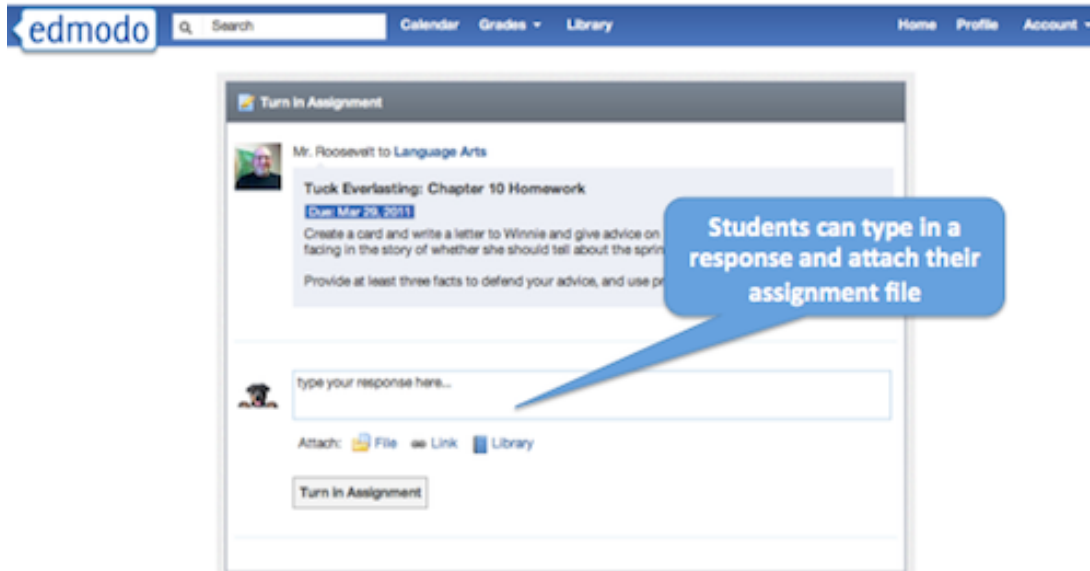 edmodo
Search
Calendar Grades Library
Home Profile Account
Turn in Assignment
Mr. Roosevelt to Language Arts
Tuck Everlasting: Chapter 10 Homework
Due: Mar 29, 2011
Create a card and write a letter to Winnie and give advice on
facing in the story of whether she should tell about the sprin
Provide at least three facts to defend your advice, and use pr
Students can type in a
response and attach their
assignment file
type your response here...
Attach: File Link Library
Turn in Assignment